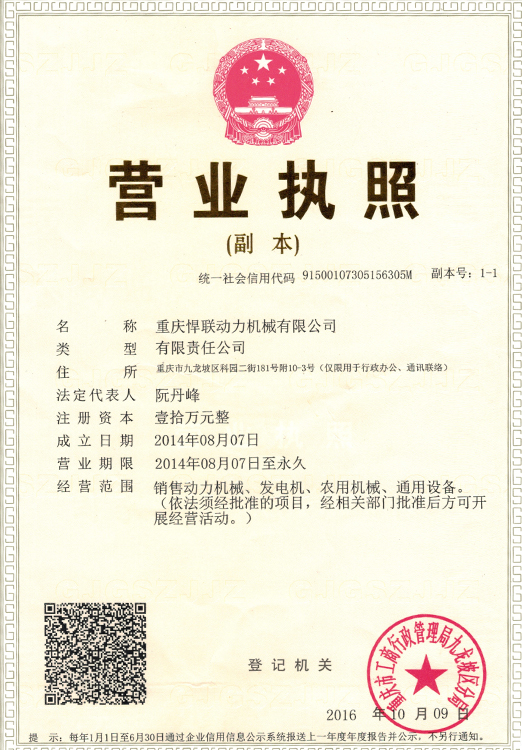 营业执照
(副 本)
统一社会信用代码 91500107305156305M 副本号：1-1
名 称 重庆悍联动力机械有限公司
类 型 有限责任公司
住 所 重庆市九龙坡区科园二街181号附10-3号（仅限用于行政办公、通讯联络）
法定代表人 阮丹峰
注册资本 壹拾万元整
成立日期 2014年08月07日
营业期限 2014年08月07日至永久
经营范围 销售动力机械、发电机、农用机械、通用设备。
（依法须经批准的项目，经相关部门批准后方可开
展经营活动。）
重庆市工商行政管理局九龙坡区分局
登记机关
2016 年10 月09 日
提 示：每年1月1日至6月30日通过企业信用信息公示系统报送上一年度年度报告并公示，不另行通知。